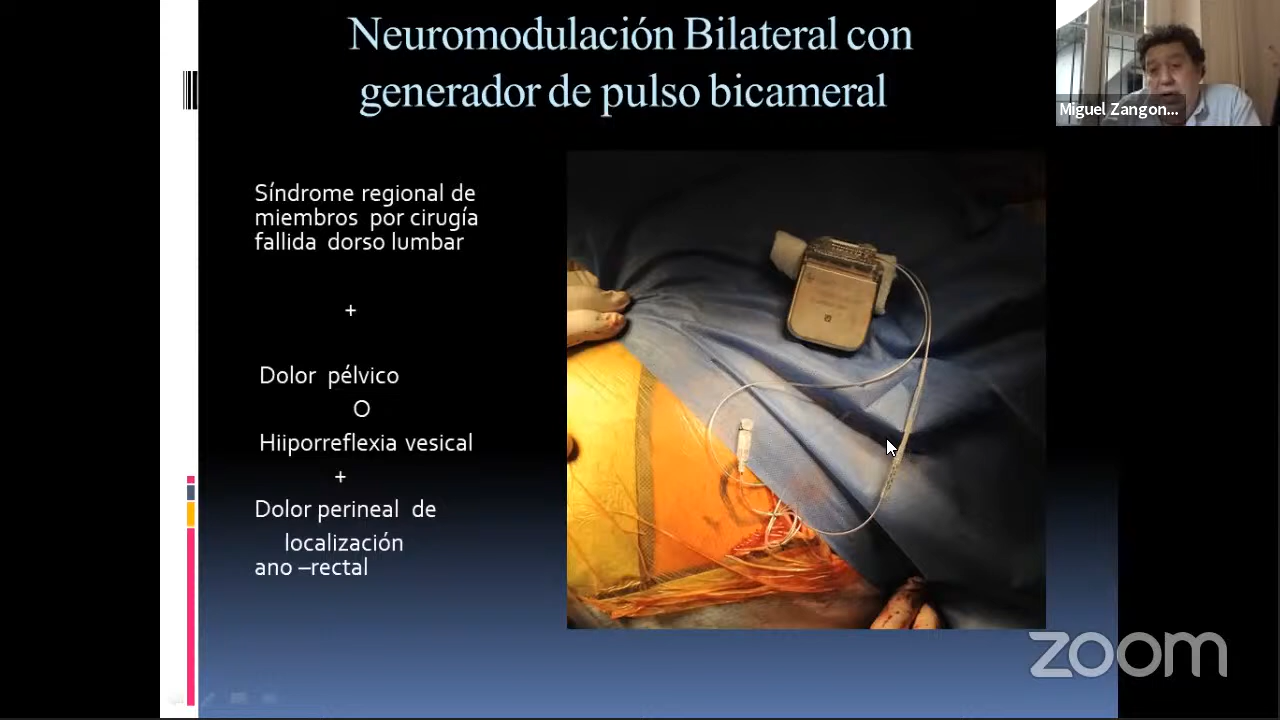 Neuromodulación Bilateral con
generador de pulso bicameral
Miguel Zangon...
Síndrome regional de
miembros por cirugía
fallida dorso lumbar
+
Dolor pélvico
O
Hiiporreflexia vesical
+
Dolor perineal de
localización
ano –rectal
zoom